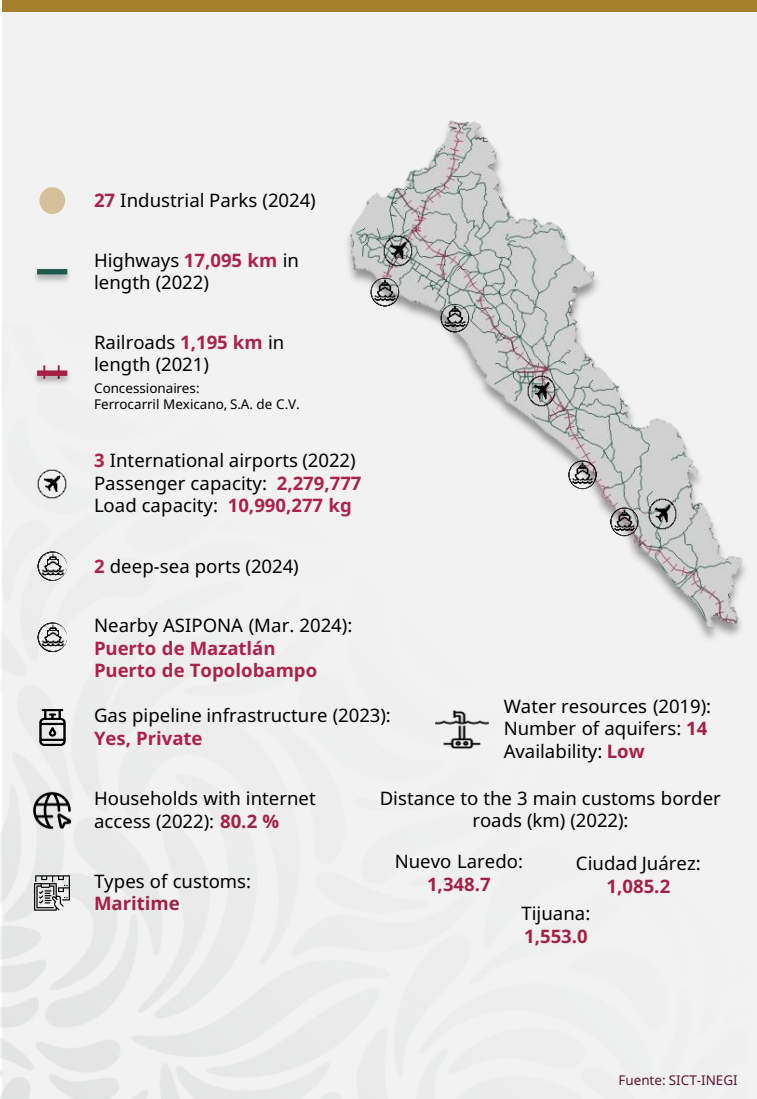 27 Industrial Parks (2024)
Highways 17,095 km in
length (2022)
Railroads 1,195 km in
length (2021)
Concessionaires:
Ferrocarril Mexicano, S.A. de C.V.
3 International airports (2022)
Passenger capacity: 2,279,777
Load capacity: 10,990,277 kg
2 deep-sea ports (2024)
Nearby ASIPONA (Mar. 2024):
Puerto de Mazatlán
Puerto de Topolobampo
Gas pipeline infrastructure (2023):
Yes, Private
Water resources (2019):
Number of aquifers: 14
Availability: Low
Households with internet
access (2022): 80.2 %
Types of customs:
Maritime
Distance to the 3 main customs border
roads (km) (2022):
Nuevo Laredo:
1,348.7
Ciudad Juárez:
1,085.2
Tijuana:
1,553.0
Fuente: SICT-INEGI